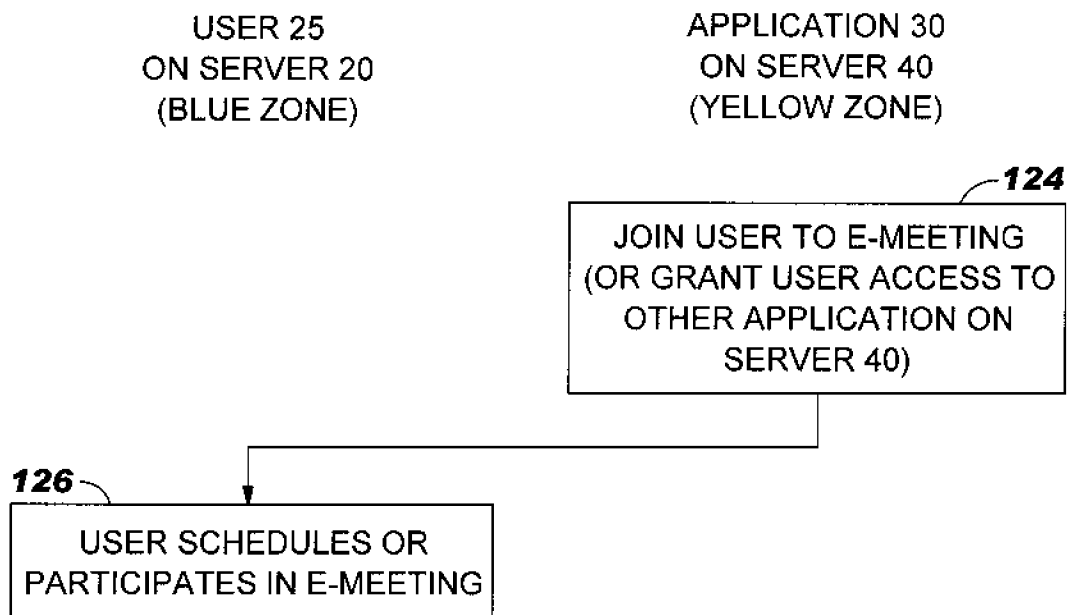 USER 25
ON SERVER 20
(BLUE ZONE)
APPLICATION 30
ON SERVER 40
(YELLOW ZONE)
124
JOIN USER TO E-MEETING
(OR GRANT USER ACCESS TO
OTHER APPLICATION ON
SERVER 40)
126
USER SCHEDULES OR
PARTICIPATES IN E-MEETING